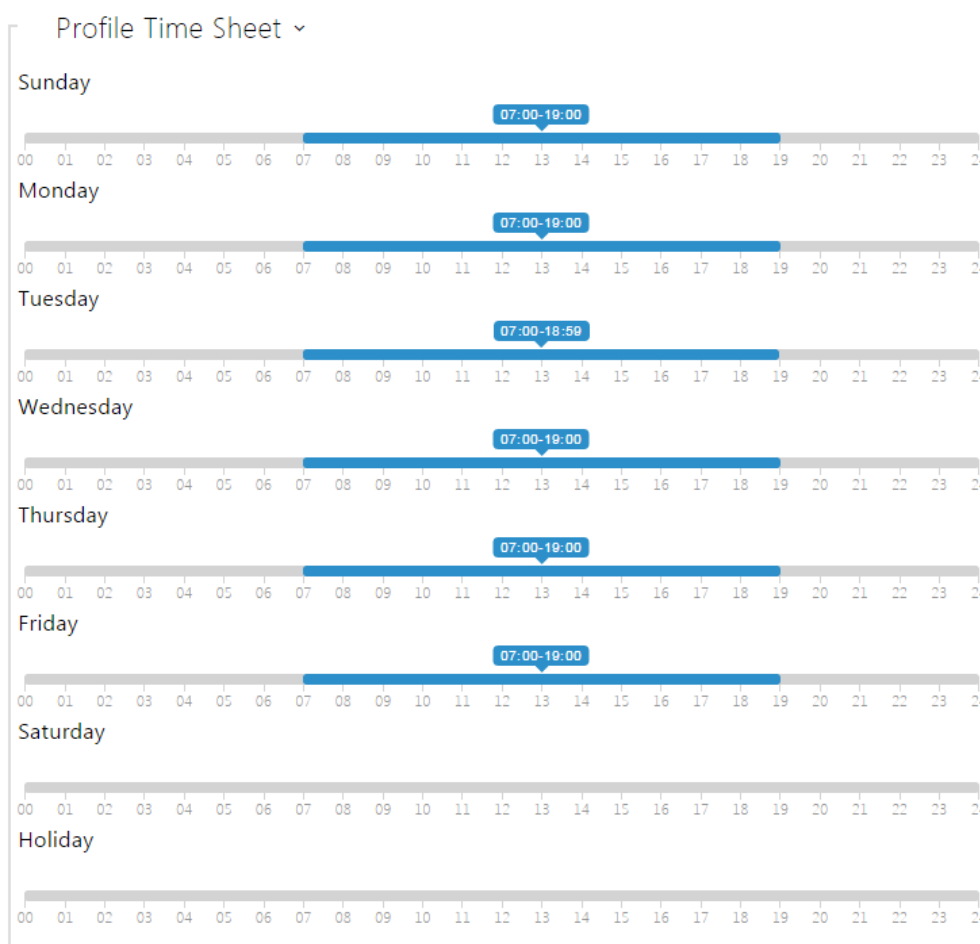 Profile Time Sheet
Sunday
07:00-19:00
00 01 02 03 04 05 06 07 08 09 10 11 12 13 14 15 16 17 18 19 20 21 22 23 2
Monday
07:00-19:00
00 01 02 03 04 05 06 07 08 09 10 11 12 13 14 15 16 17 18 19 20 21 22 23 2
Tuesday
07:00-18:59
00 01 02 03 04 05 06 07 08 09 10 11 12 13 14 15 16 17 18 19 20 21 22 23 2
Wednesday
07:00-19:00
00 01 02 03 04 05 06 07 08 09 10 11 12 13 14 15 16 17 18 19 20 21 22 23 2
Thursday
07:00-19:00
00 01 02 03 04 05 06 07 08 09 10 11 12 13 14 15 16 17 18 19 20 21 22 23 2
Friday
07:00-19:00
00 01 02 03 04 05 06 07 08 09 10 11 12 13 14 15 16 17 18 19 20 21 22 23 2
Saturday
00 01 02 03 04 05 06 07 08 09 10 11 12 13 14 15 16 17 18 19 20 21 22 23 2
Holiday
00 01 02 03 04 05 06 07 08 09 10 11 12 13 14 15 16 17 18 19 20 21 22 23 2